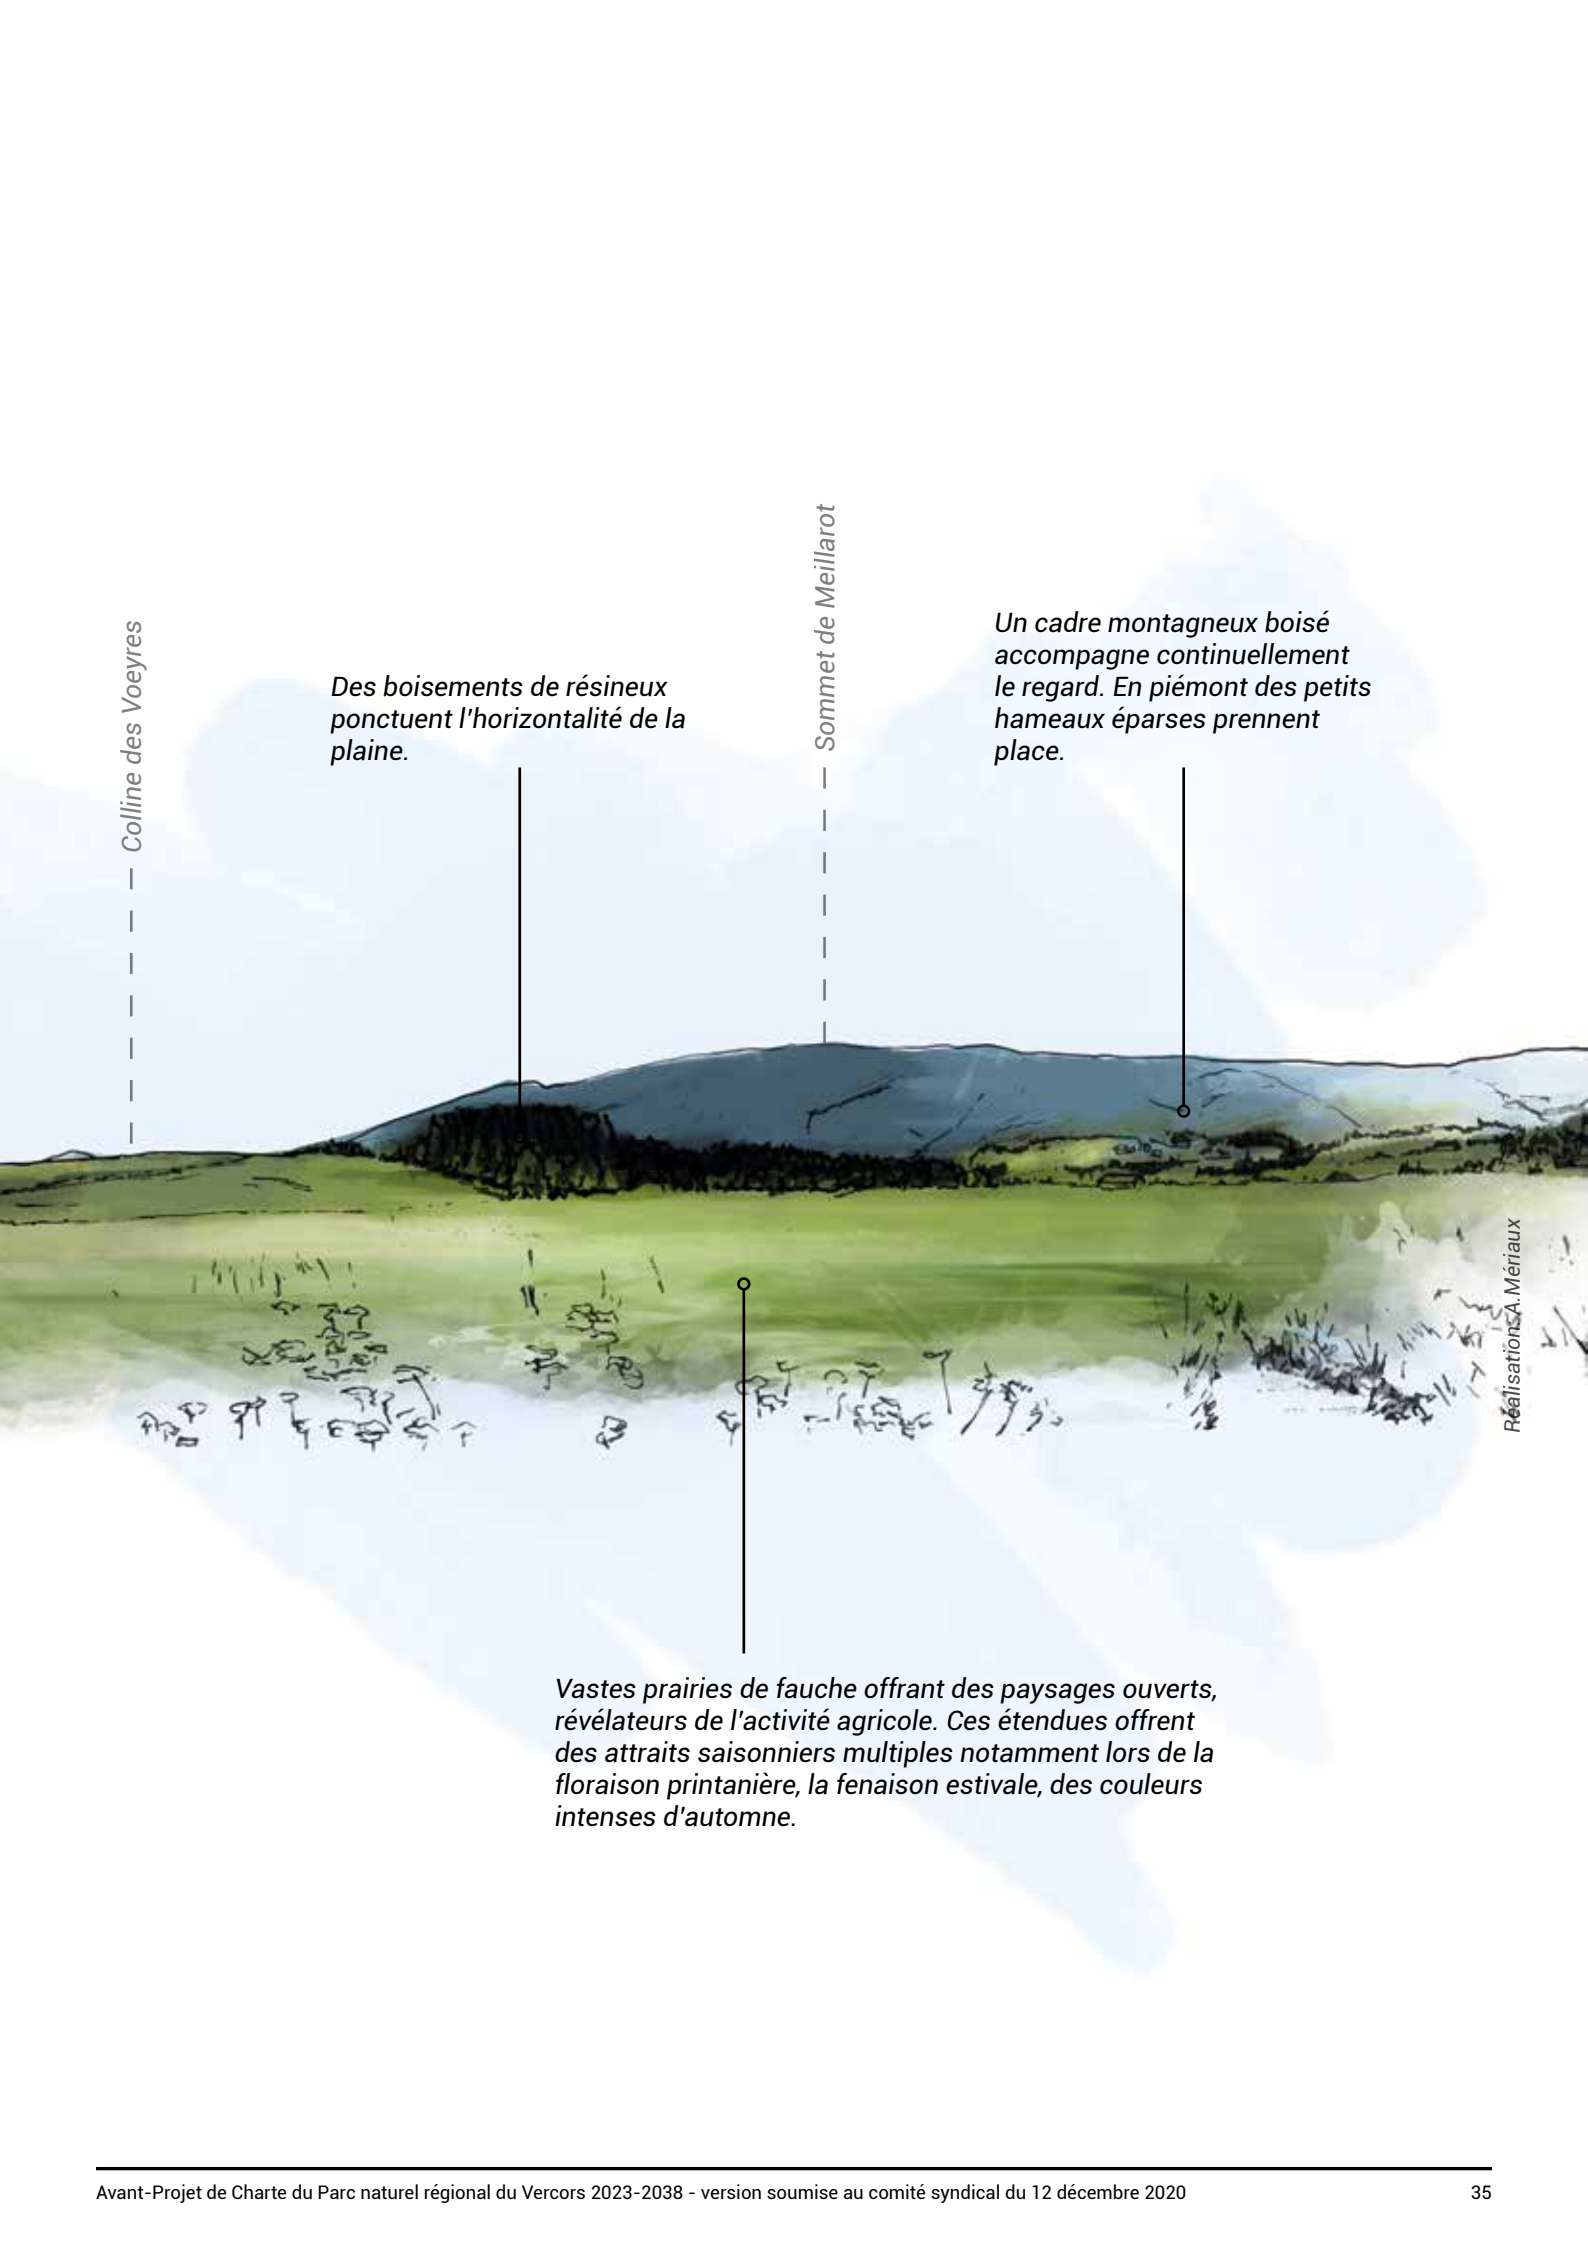 Sommet de Meillarot
Colline des Voeyres
Des boisements de résineux
ponctuent l'horizontalité de la
plaine.
Un cadre montagneux boisé
accompagne continuellement
le regard. En piémont des petits
hameaux éparses prennent
place.
Réalisations A.Mériaux
Vastes prairies de fauche offrant des paysages ouverts,
révélateurs de l'activité agricole. Ces étendues offrent
des attraits saisonniers multiples notamment lors de la
floraison printanière, la fenaison estivale, des couleurs
intenses d'automne.
Avant-Projet de Charte du Parc naturel régional du Vercors 2023-2038 - version soumise au comité syndical du 12 décembre 2020
35